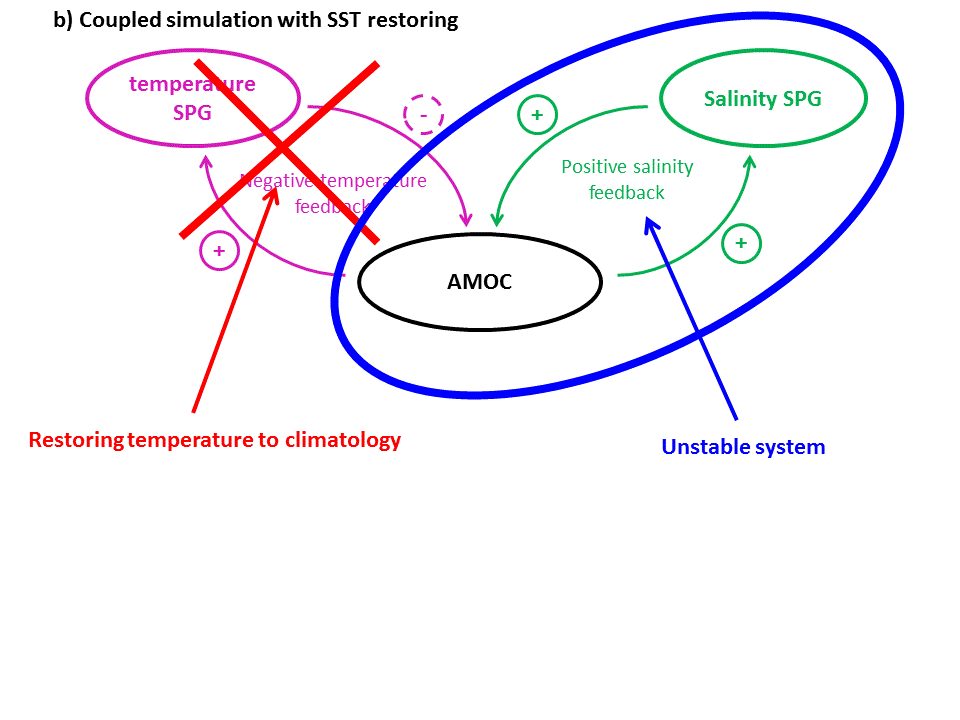 b) Coupled simulation with SST restoring
temperature
SPG
-
+
Salinity SPG
Negative temperature
feedback
Positive salinity
feedback
+
+
AMOC
Restoring temperature to climatology
Unstable system